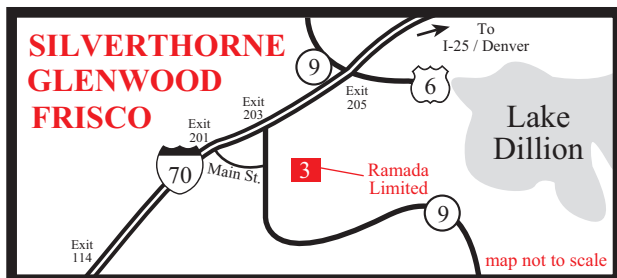 SILVERTHORNE
GLENWOOD
FRISCO
To
I-25 / Denver
9
6
Exit
205
Exit
203
Exit
201
Main St.
70
Lake
Dillion
3
Ramada
Limited
9
Exit
114
map not to scale